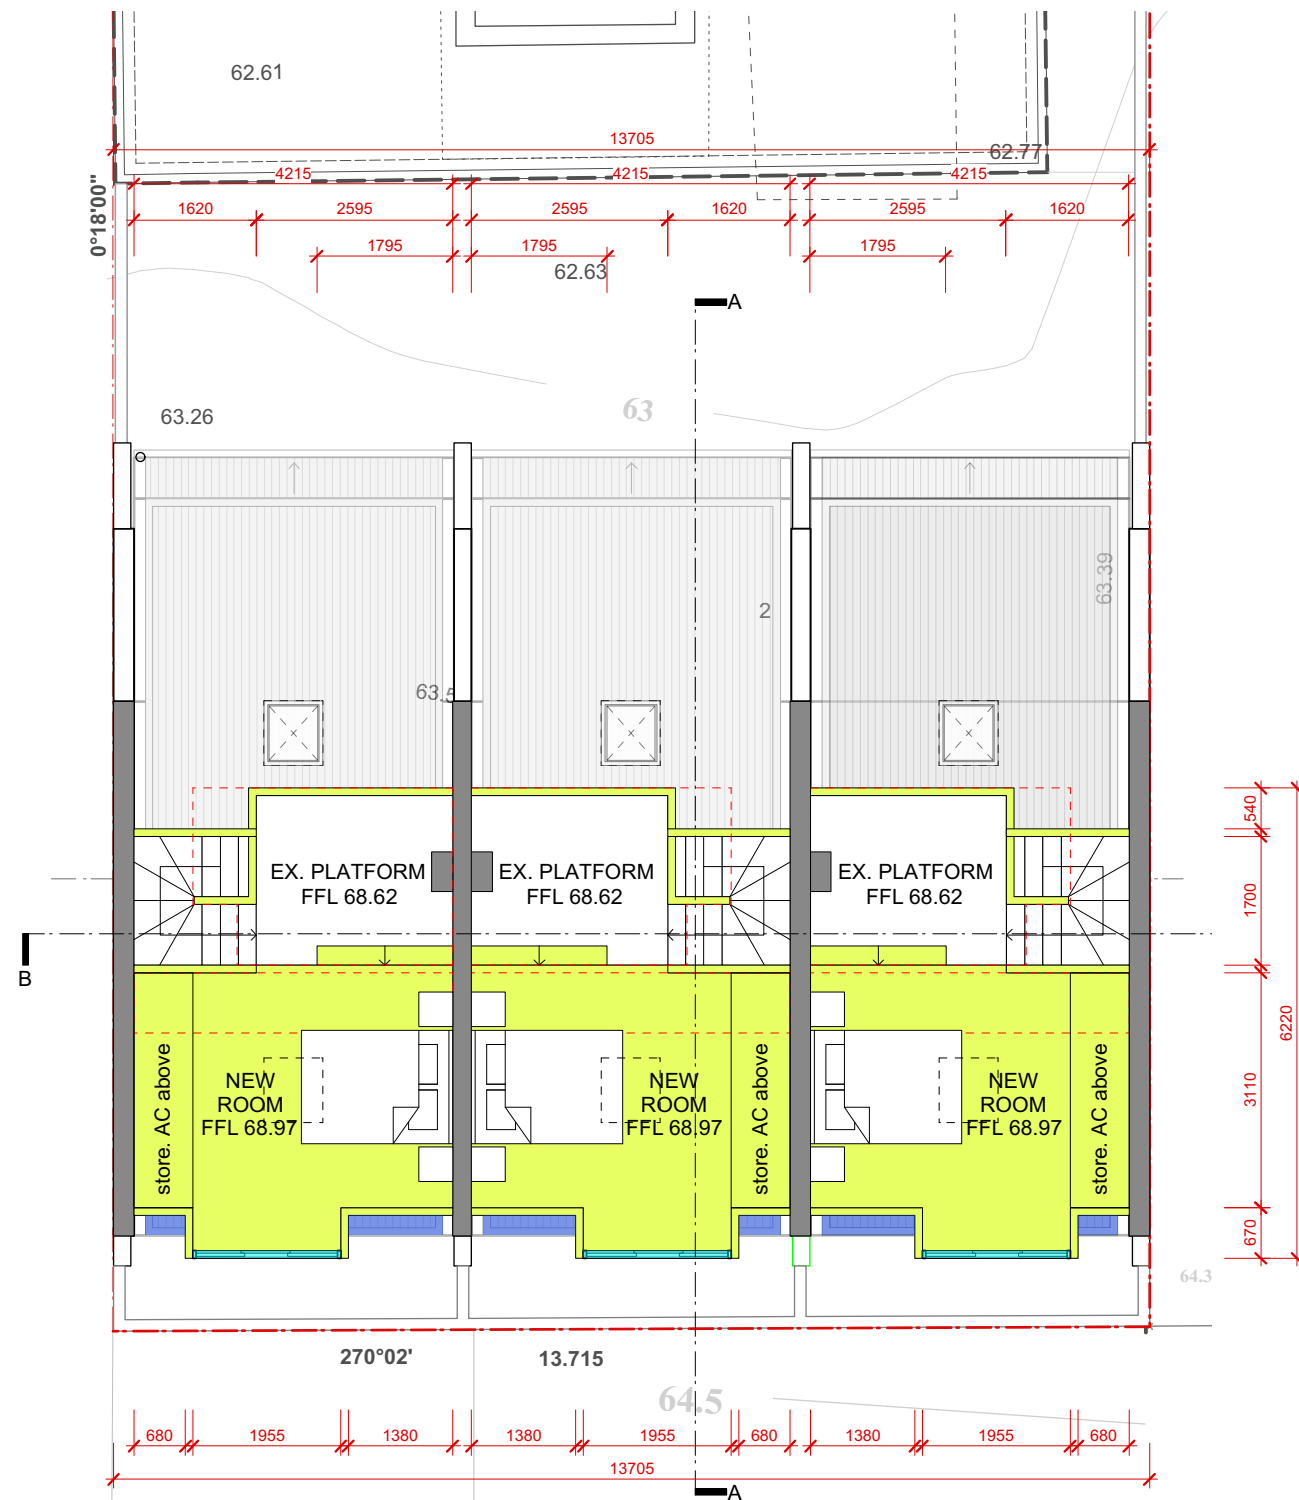 62.61
13705
62.77
4215
4215
4215
0°18'00"
1620
2595
2595
1620
2595
1620
1795
1795
1795
62.63
A
63
63.26
63.39
2
63.5
540
EX. PLATFORM
FFL 68.62
EX. PLATFORM
FFL 68.62
EX. PLATFORM
FFL 68.62
1700
B
6220
store. AC above
NEW
ROOM
FFL 68.97
NEW
ROOM
FFL 68.97
store. AC above
NEW
ROOM
FFL 68.97
store. AC above
3110
670
64.3
270°02'
13.715
64.5
680
1955
1380
1380
1955
680
1380
1955
680
13705
A